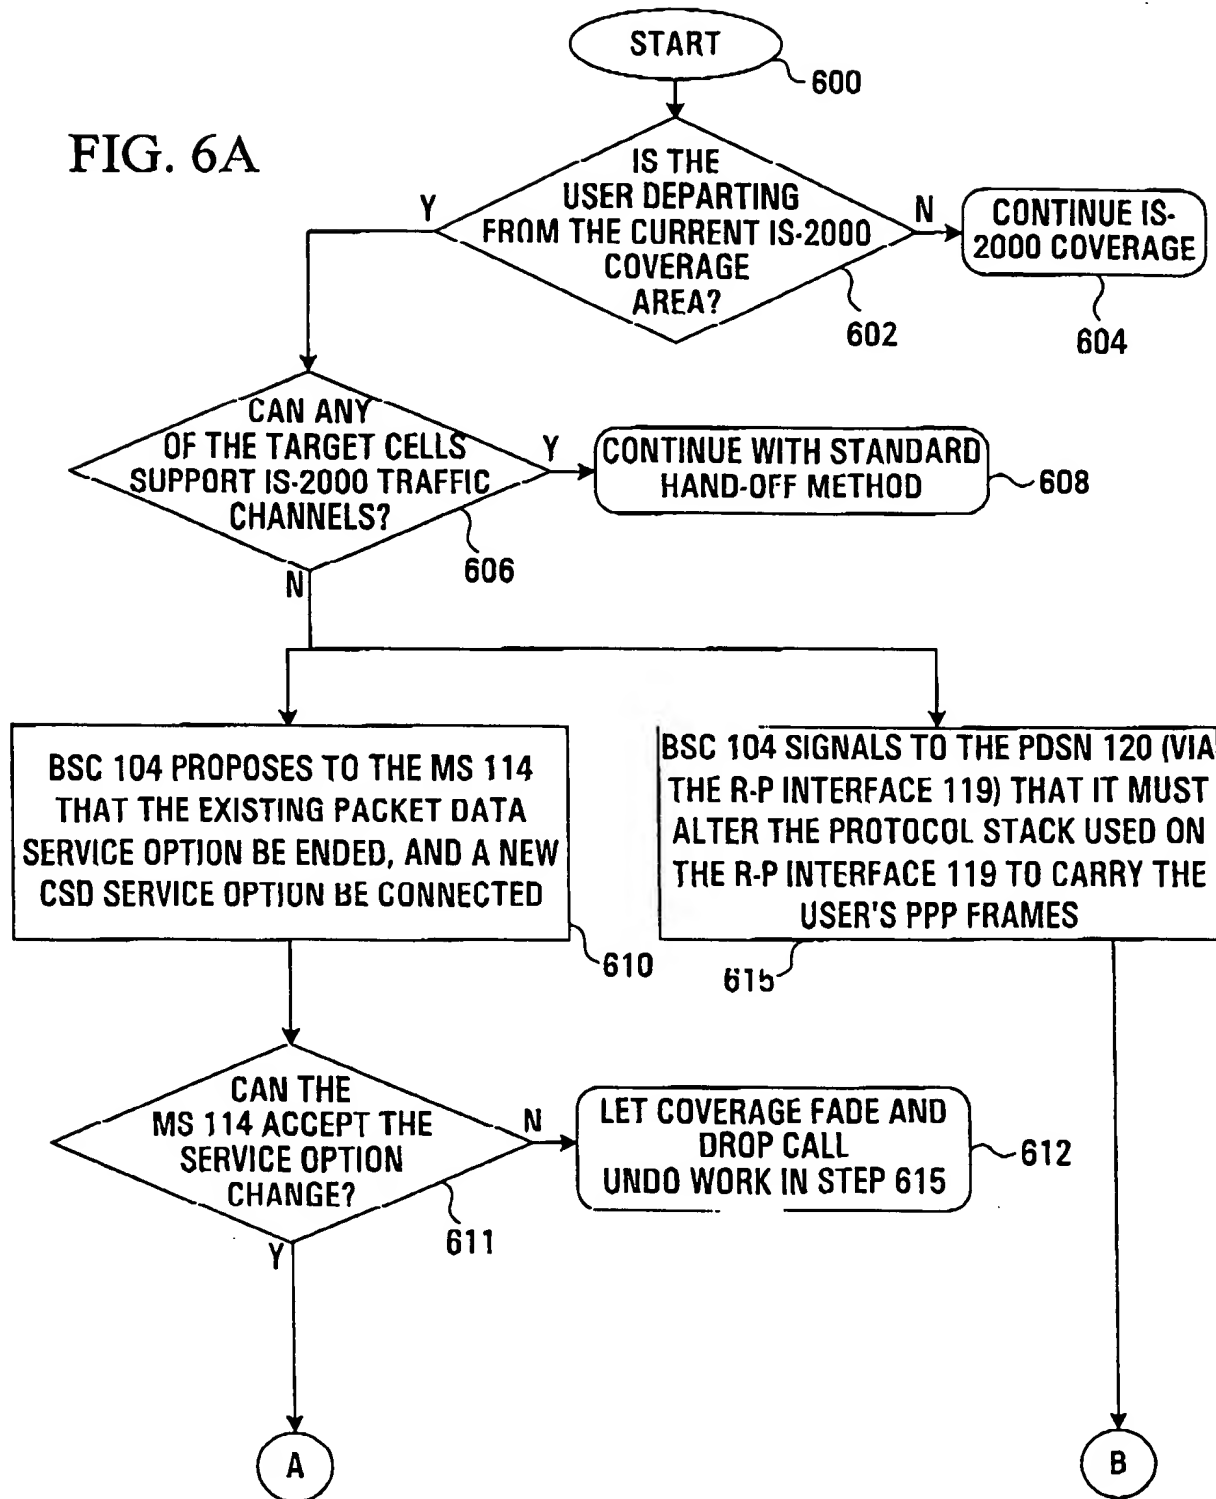 START
600
FIG. 6A
IS THE
USER DEPARTING
FROM THE CURRENT IS-2000
COVERAGE
AREA?
Y
N
602
CONTINUE IS-
2000 COVERAGE
604
CAN ANY
OF THE TARGET CELLS
SUPPORT IS-2000 TRAFFIC
CHANNELS?
Y
N
606
CONTINUE WITH STANDARD
HAND-OFF METHOD
608
BSC 104 PROPOSES TO THE MS 114
THAT THE EXISTING PACKET DATA
SERVICE OPTION BE ENDED, AND A NEW
CSD SERVICE OPTION BE CONNECTED
610
BSC 104 SIGNALS TO THE PDSN 120 (VIA
THE R-P INTERFACE 119) THAT IT MUST
ALTER THE PROTOCOL STACK USED ON
THE R-P INTERFACE 119 TO CARRY THE
USER'S PPP FRAMES
615
CAN THE
MS 114 ACCEPT THE
SERVICE OPTION
CHANGE?
N
Y
611
LET COVERAGE FADE AND
DROP CALL
UNDO WORK IN STEP 615
612
A
B